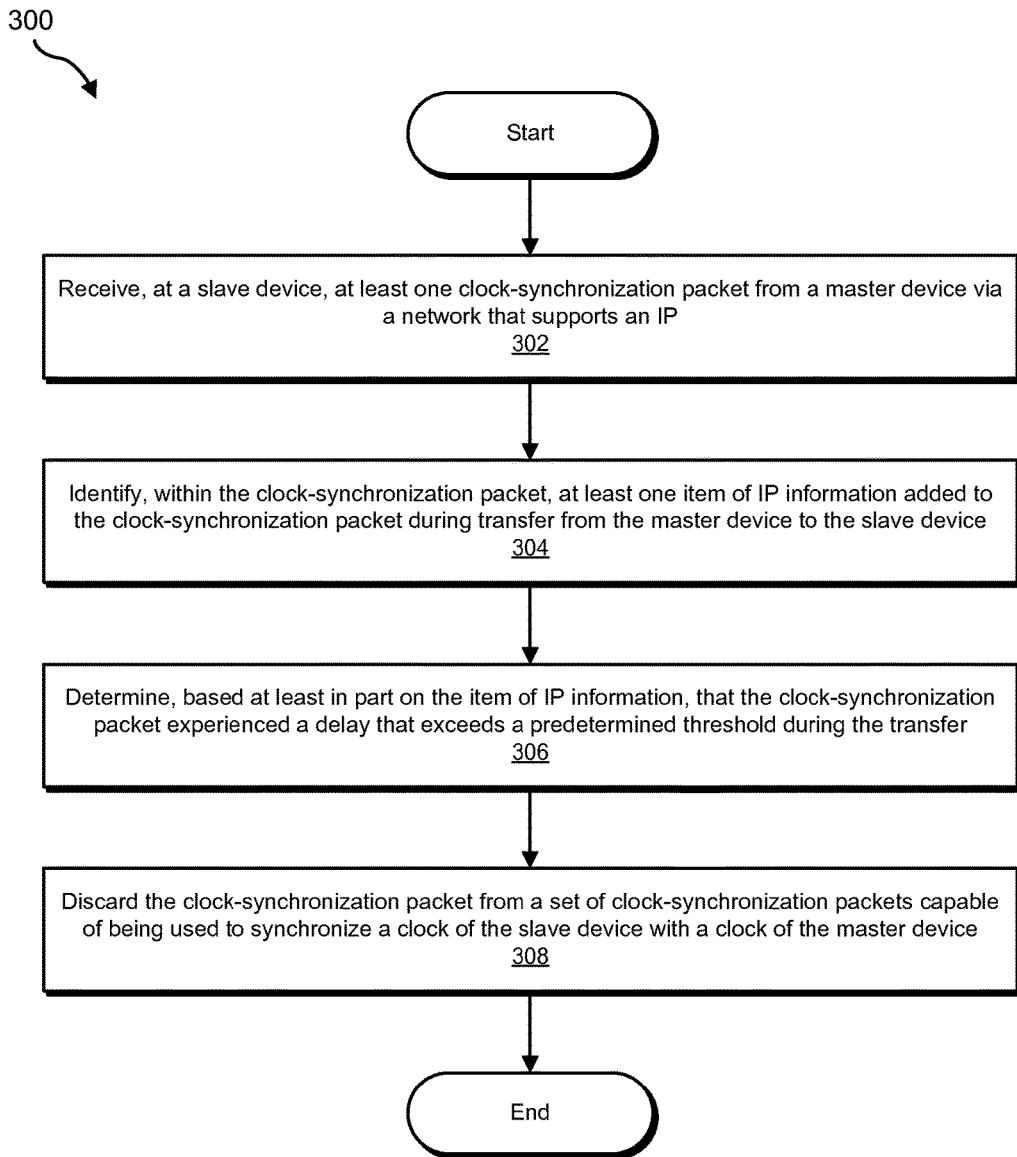 300
Start
Receive, at a slave device, at least one clock-synchronization packet from a master device via
a network that supports an IP
302
Identify, within the clock-synchronization packet, at least one item of IP information added to
the clock-synchronization packet during transfer from the master device to the slave device
304
Determine, based at least in part on the item of IP information, that the clock-synchronization
packet experienced a delay that exceeds a predetermined threshold during the transfer
306
Discard the clock-synchronization packet from a set of clock-synchronization packets capable
of being used to synchronize a clock of the slave device with a clock of the master device
308
End